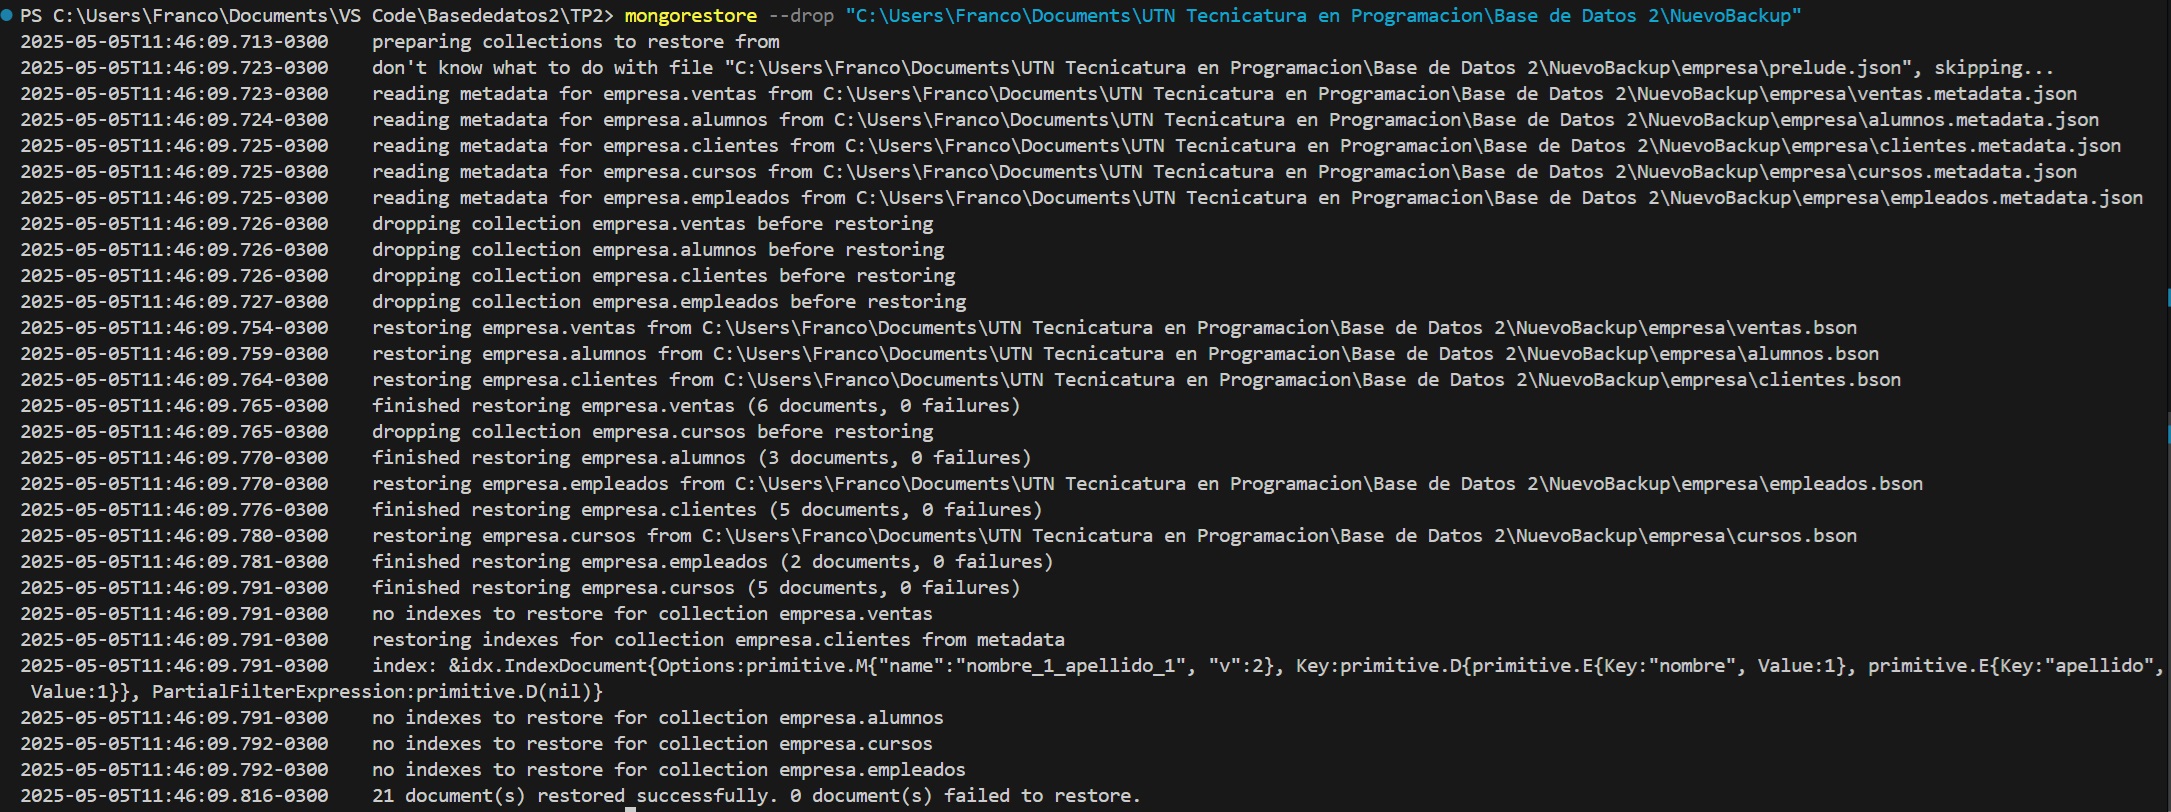 PS C:\Users\Franco\Documents\VS Code\Basededatos2\TP2> mongorestore --drop "C:\Users\Franco\Documents\UTN Tecnicatura en Programacion\Base de Datos 2\NuevoBackup"
2025-05-05T11:46:09.713-0300    preparing collections to restore from
2025-05-05T11:46:09.723-0300    don't know what to do with file "C:\Users\Franco\Documents\UTN Tecnicatura en Programacion\Base de Datos 2\NuevoBackup\empresa\prelude.json", skipping...
2025-05-05T11:46:09.723-0300    reading metadata for empresa.ventas from C:\Users\Franco\Documents\UTN Tecnicatura en Programacion\Base de Datos 2\NuevoBackup\empresa\ventas.metadata.json
2025-05-05T11:46:09.724-0300    reading metadata for empresa.alumnos from C:\Users\Franco\Documents\UTN Tecnicatura en Programacion\Base de Datos 2\NuevoBackup\empresa\alumnos.metadata.json
2025-05-05T11:46:09.725-0300    reading metadata for empresa.clientes from C:\Users\Franco\Documents\UTN Tecnicatura en Programacion\Base de Datos 2\NuevoBackup\empresa\clientes.metadata.json
2025-05-05T11:46:09.725-0300    reading metadata for empresa.cursos from C:\Users\Franco\Documents\UTN Tecnicatura en Programacion\Base de Datos 2\NuevoBackup\empresa\cursos.metadata.json
2025-05-05T11:46:09.725-0300    reading metadata for empresa.empleados from C:\Users\Franco\Documents\UTN Tecnicatura en Programacion\Base de Datos 2\NuevoBackup\empresa\empleados.metadata.json
2025-05-05T11:46:09.726-0300    dropping collection empresa.ventas before restoring
2025-05-05T11:46:09.726-0300    dropping collection empresa.alumnos before restoring
2025-05-05T11:46:09.726-0300    dropping collection empresa.clientes before restoring
2025-05-05T11:46:09.727-0300    dropping collection empresa.empleados before restoring
2025-05-05T11:46:09.754-0300    restoring empresa.ventas from C:\Users\Franco\Documents\UTN Tecnicatura en Programacion\Base de Datos 2\NuevoBackup\empresa\ventas.bson
2025-05-05T11:46:09.759-0300    restoring empresa.alumnos from C:\Users\Franco\Documents\UTN Tecnicatura en Programacion\Base de Datos 2\NuevoBackup\empresa\alumnos.bson
2025-05-05T11:46:09.764-0300    restoring empresa.clientes from C:\Users\Franco\Documents\UTN Tecnicatura en Programacion\Base de Datos 2\NuevoBackup\empresa\clientes.bson
2025-05-05T11:46:09.765-0300    finished restoring empresa.ventas (6 documents, 0 failures)
2025-05-05T11:46:09.765-0300    dropping collection empresa.cursos before restoring
2025-05-05T11:46:09.770-0300    finished restoring empresa.alumnos (3 documents, 0 failures)
2025-05-05T11:46:09.770-0300    restoring empresa.empleados from C:\Users\Franco\Documents\UTN Tecnicatura en Programacion\Base de Datos 2\NuevoBackup\empresa\empleados.bson
2025-05-05T11:46:09.776-0300    finished restoring empresa.clientes (5 documents, 0 failures)
2025-05-05T11:46:09.780-0300    restoring empresa.cursos from C:\Users\Franco\Documents\UTN Tecnicatura en Programacion\Base de Datos 2\NuevoBackup\empresa\cursos.bson
2025-05-05T11:46:09.781-0300    finished restoring empresa.empleados (2 documents, 0 failures)
2025-05-05T11:46:09.791-0300    finished restoring empresa.cursos (5 documents, 0 failures)
2025-05-05T11:46:09.791-0300    no indexes to restore for collection empresa.ventas
2025-05-05T11:46:09.791-0300    restoring indexes for collection empresa.clientes from metadata
2025-05-05T11:46:09.791-0300    index: &idx.IndexDocument{Options:primitive.M{"name":"nombre_1_apellido_1", "v":2}, Key:primitive.D{primitive.E{Key:"nombre", Value:1}, primitive.E{Key:"apellido",
Value:1}}, PartialFilterExpression:primitive.D(nil)}
2025-05-05T11:46:09.791-0300    no indexes to restore for collection empresa.alumnos
2025-05-05T11:46:09.792-0300    no indexes to restore for collection empresa.cursos
2025-05-05T11:46:09.792-0300    no indexes to restore for collection empresa.empleados
2025-05-05T11:46:09.816-0300    21 document(s) restored successfully. 0 document(s) failed to restore.